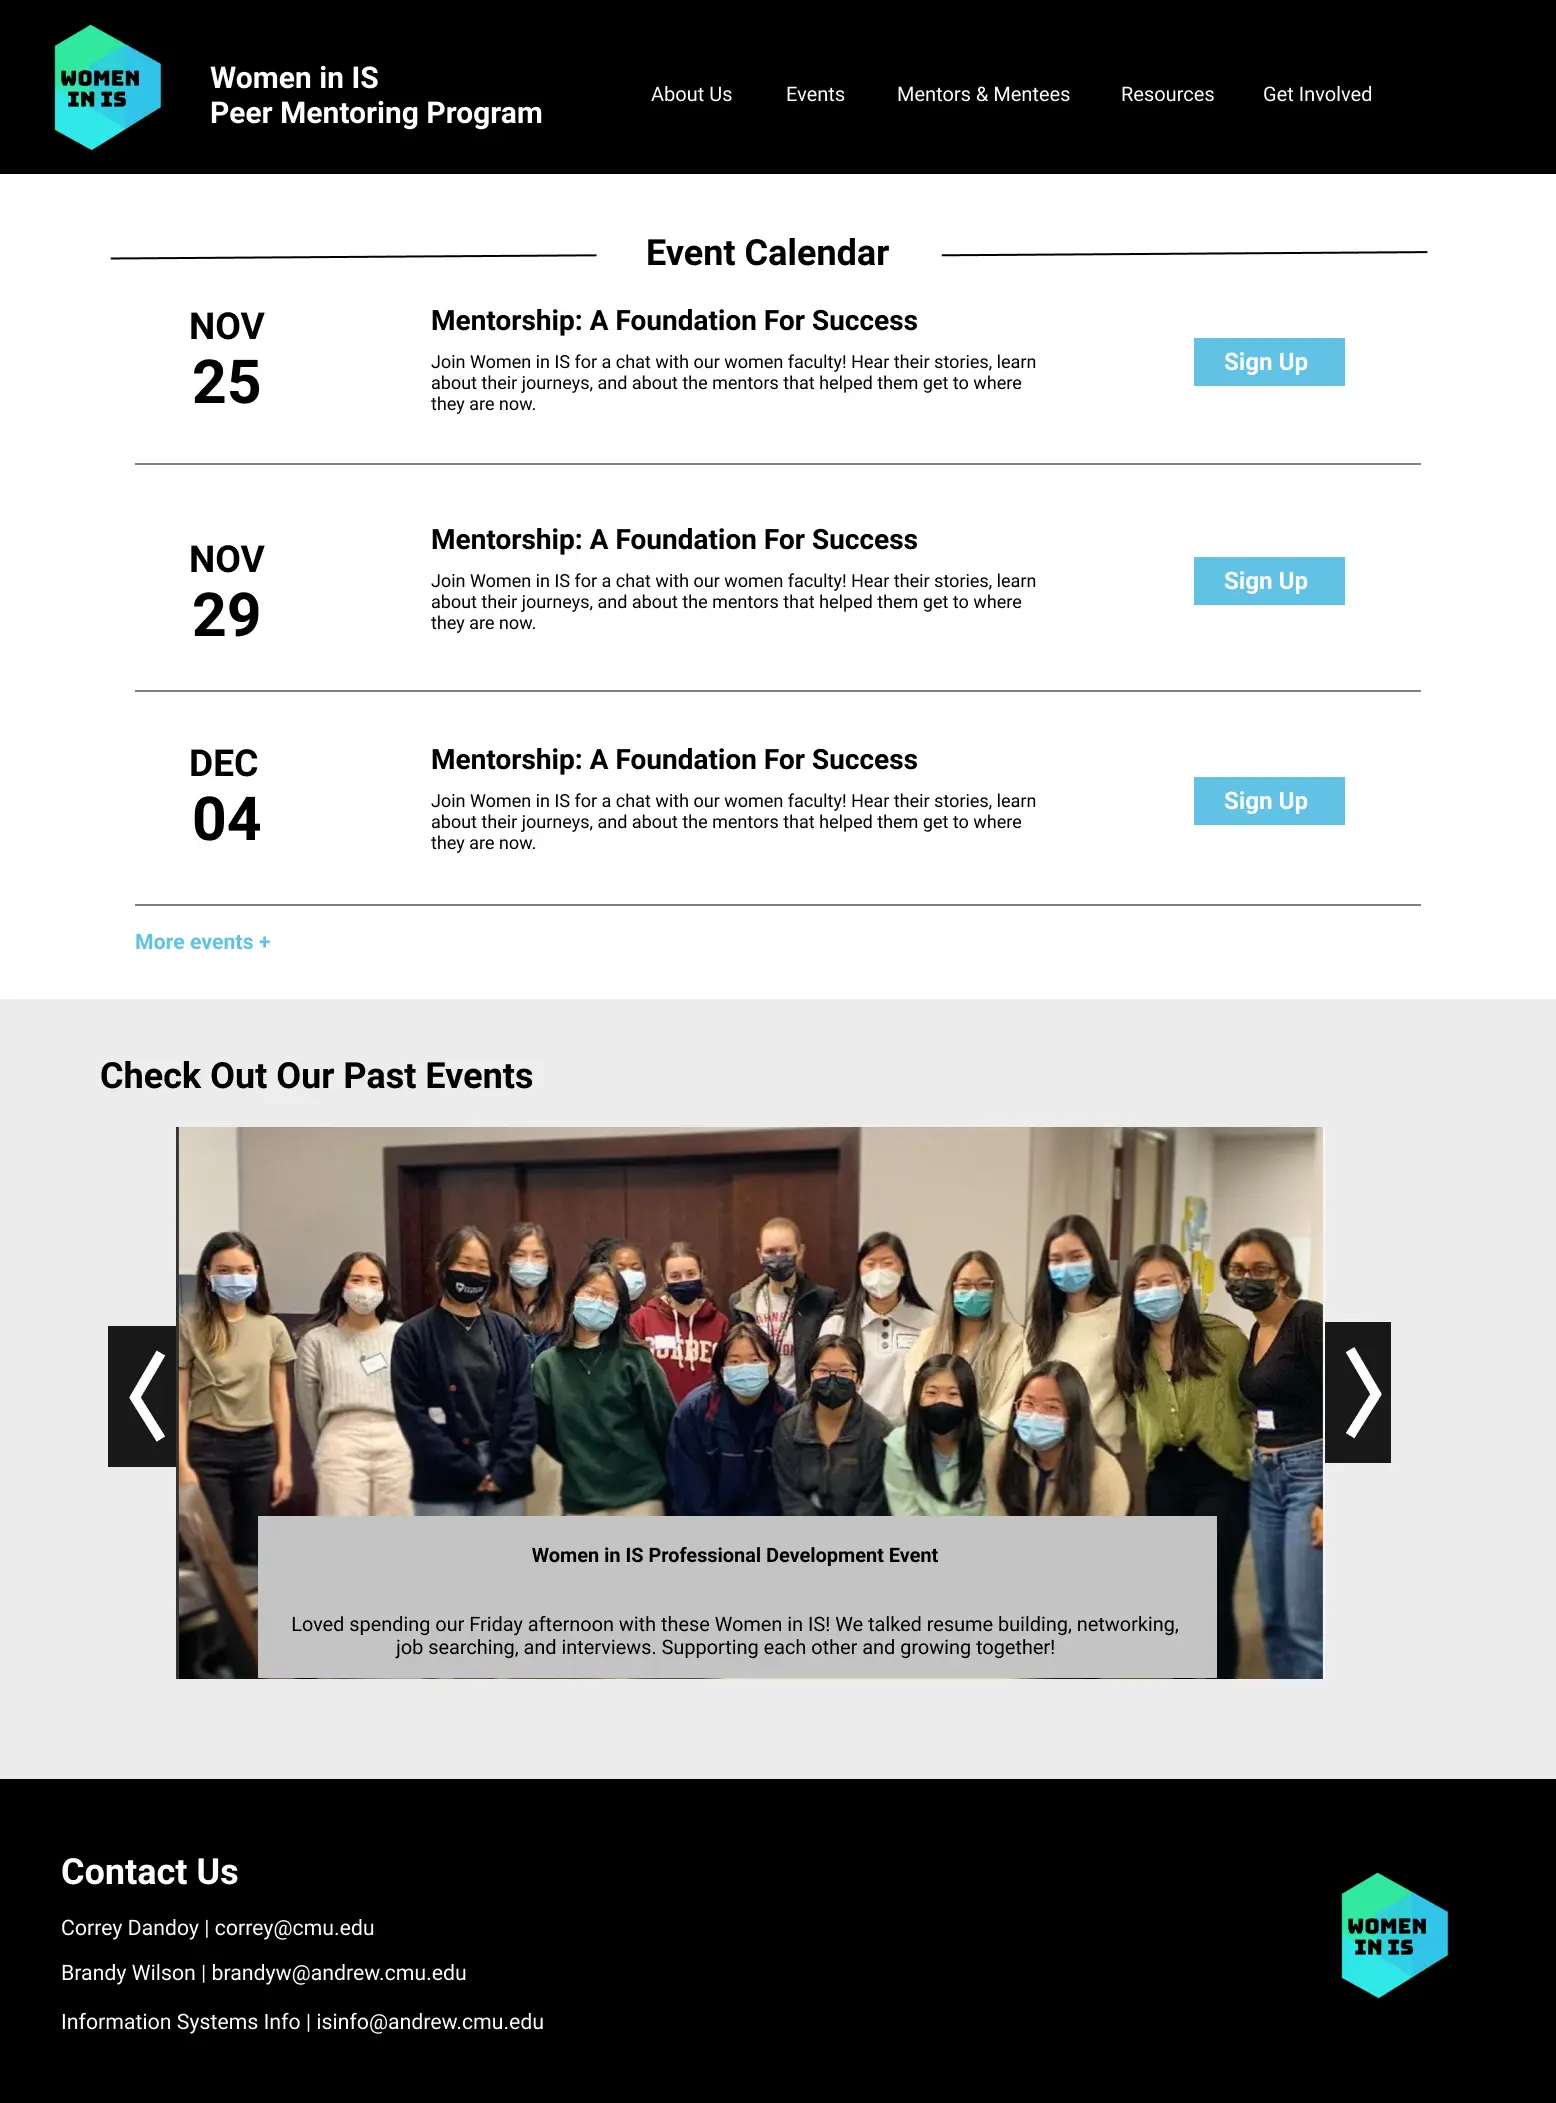 WOMEN
IN IS
Women in IS
Peer Mentoring Program
About Us
Events
Mentors & Mentees
Resources
Get Involved
Event Calendar
NOV
25
Mentorship: A Foundation For Success
Join Women in IS for a chat with our women faculty! Hear their stories, learn
about their journeys, and about the mentors that helped them get to where
they are now.
Sign Up
NOV
29
Mentorship: A Foundation For Success
Join Women in IS for a chat with our women faculty! Hear their stories, learn
about their journeys, and about the mentors that helped them get to where
they are now.
Sign Up
DEC
04
Mentorship: A Foundation For Success
Join Women in IS for a chat with our women faculty! Hear their stories, learn
about their journeys, and about the mentors that helped them get to where
they are now.
Sign Up
More events +
Check Out Our Past Events
Women in IS Professional Development Event
Loved spending our Friday afternoon with these Women in IS! We talked resume building, networking,
job searching, and interviews. Supporting each other and growing together!
Contact Us
Correy Dandoy | correy@cmu.edu
Brandy Wilson | brandyw@andrew.cmu.edu
Information Systems Info | isinfo@andrew.cmu.edu
WOMEN
IN IS